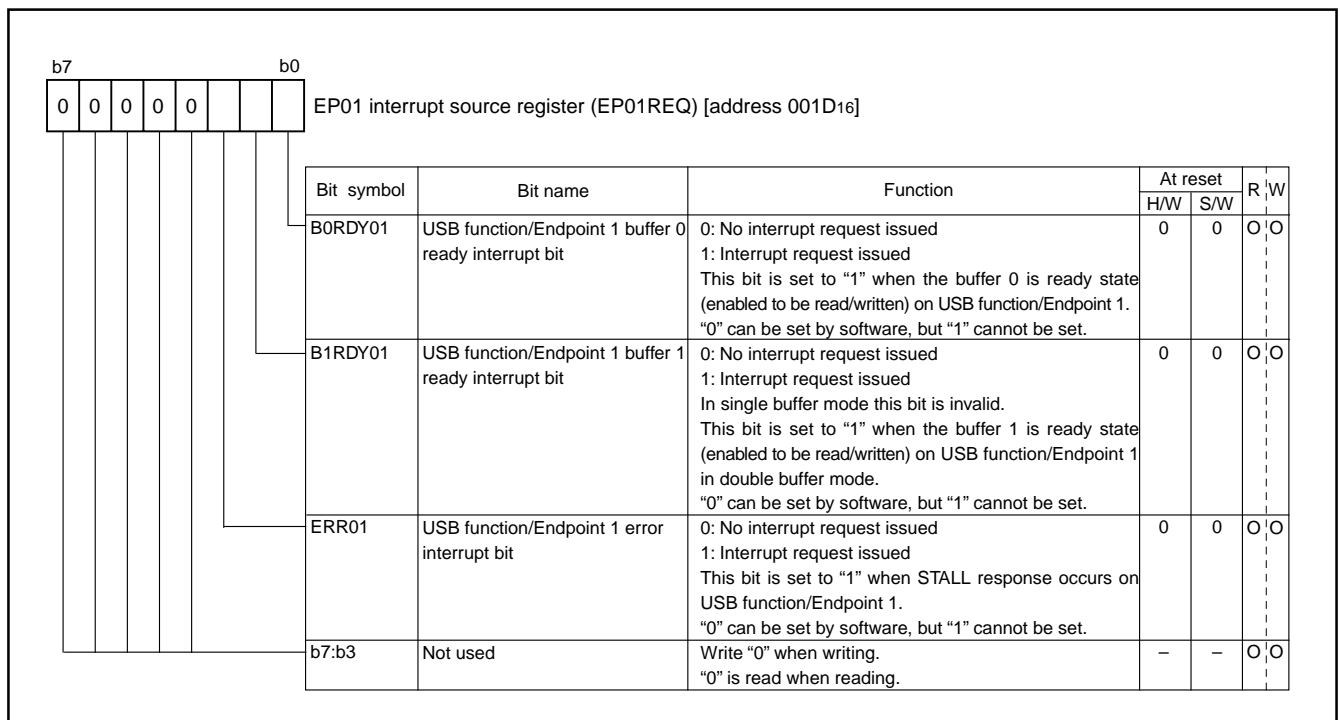 b7 b0
0 0 0 0 0 EP01 interrupt source register (EP01REQ) [address 001D16]
Bit symbol Bit name Function At reset R W
H/W S/W
B0RDY01 USB function/Endpoint 1 buffer 0 0: No interrupt request issued 0 0 O O
ready interrupt bit 1: Interrupt request issued
This bit is set to “1” when the buffer 0 is ready state
(enabled to be read/written) on USB function/Endpoint 1.
“0” can be set by software, but “1” cannot be set.
B1RDY01 USB function/Endpoint 1 buffer 1 0: No interrupt request issued 0 0 O O
ready interrupt bit 1: Interrupt request issued
In single buffer mode this bit is invalid.
This bit is set to “1” when the buffer 1 is ready state
(enabled to be read/written) on USB function/Endpoint 1
in double buffer mode.
“0” can be set by software, but “1” cannot be set.
ERR01 USB function/Endpoint 1 error 0: No interrupt request issued 0 0 O O
interrupt bit 1: Interrupt request issued
This bit is set to “1” when STALL response occurs on
USB function/Endpoint 1.
“0” can be set by software, but “1” cannot be set.
b7:b3 Not used Write “0” when writing. – – O O
“0” is read when reading.